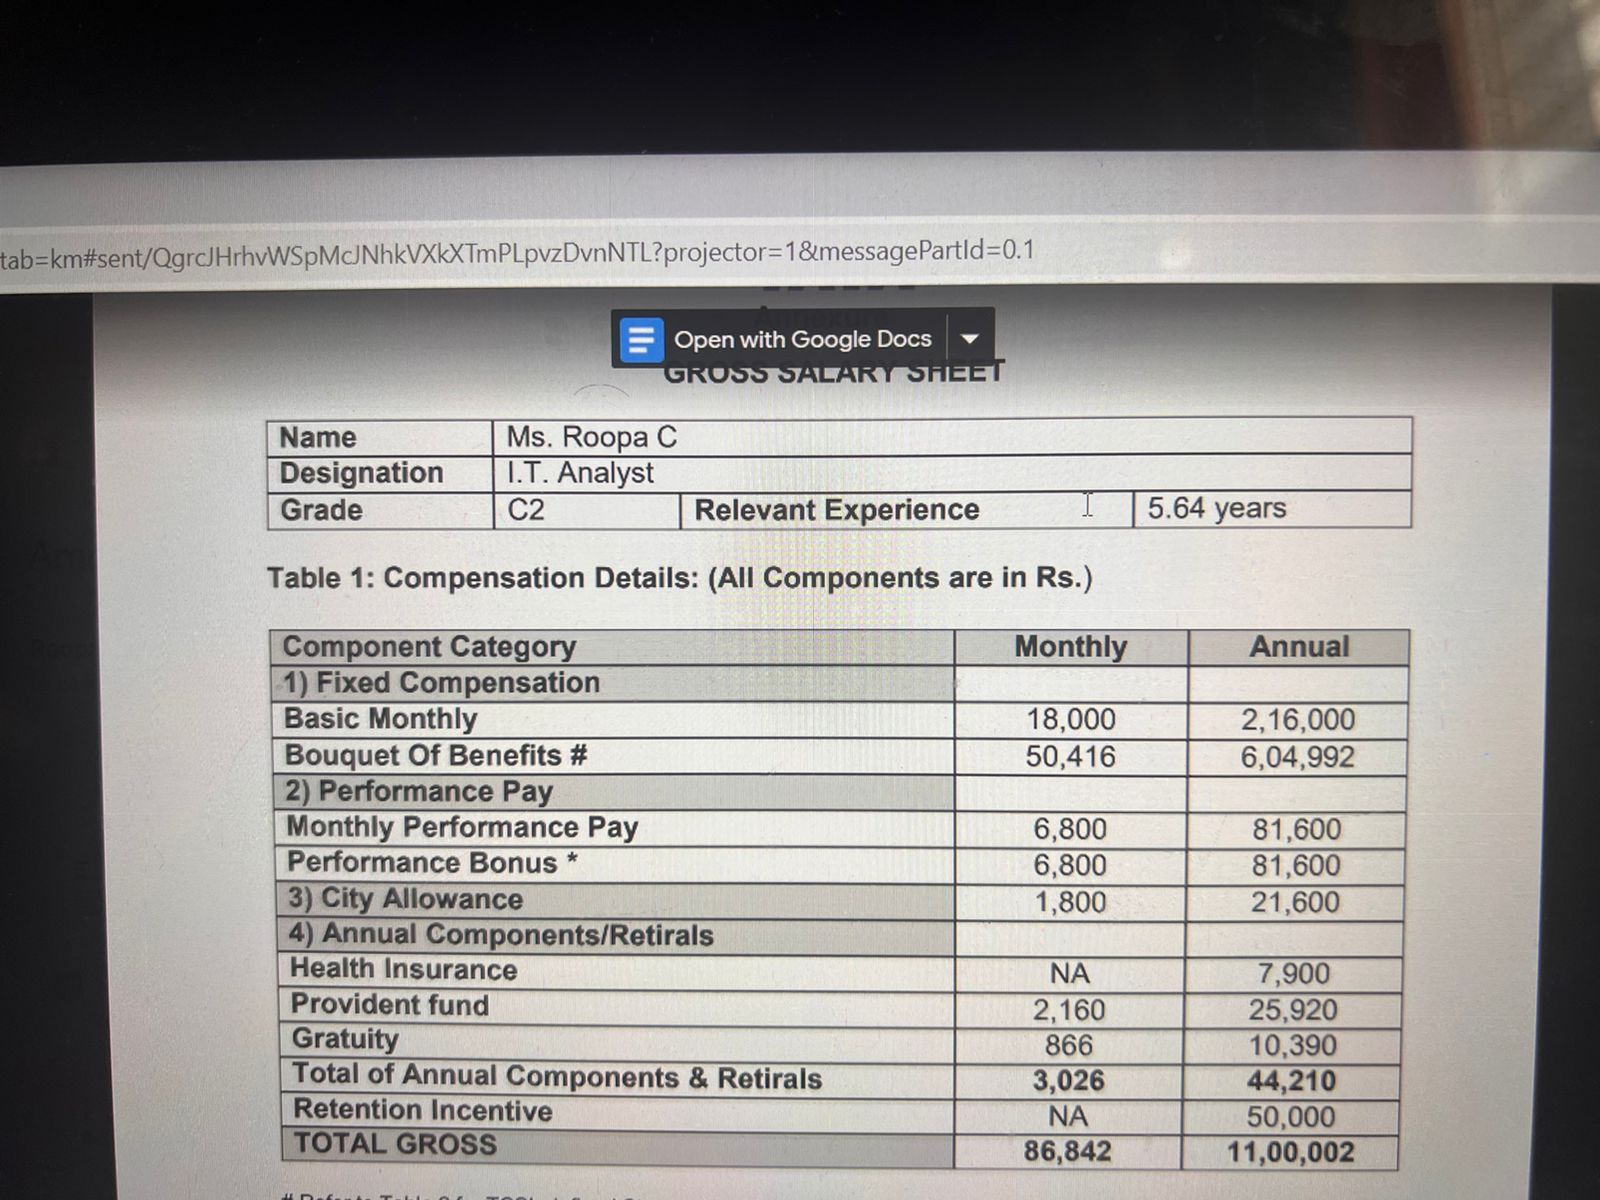 tab=km#sent/QgrcJHrhvWSpMcJNhkVXkXTmPLpvzDvnNTL?projector=1&messagePartId=0.1
Open with Google Docs
GROSS SALARY SHEET
Name Ms. Roopa C
Designation I.T. Analyst
Grade C2 Relevant Experience 5.64 years
Table 1: Compensation Details: (All Components are in Rs.)
Component Category Monthly Annual
1) Fixed Compensation
Basic Monthly 18,000 2,16,000
Bouquet Of Benefits # 50,416 6,04,992
2) Performance Pay
Monthly Performance Pay 6,800 81,600
Performance Bonus * 6,800 81,600
3) City Allowance 1,800 21,600
4) Annual Components/Retirals
Health Insurance NA 7,900
Provident fund 2,160 25,920
Gratuity 866 10,390
Total of Annual Components & Retirals 3,026 44,210
Retention Incentive NA 50,000
TOTAL GROSS 86,842 11,00,002